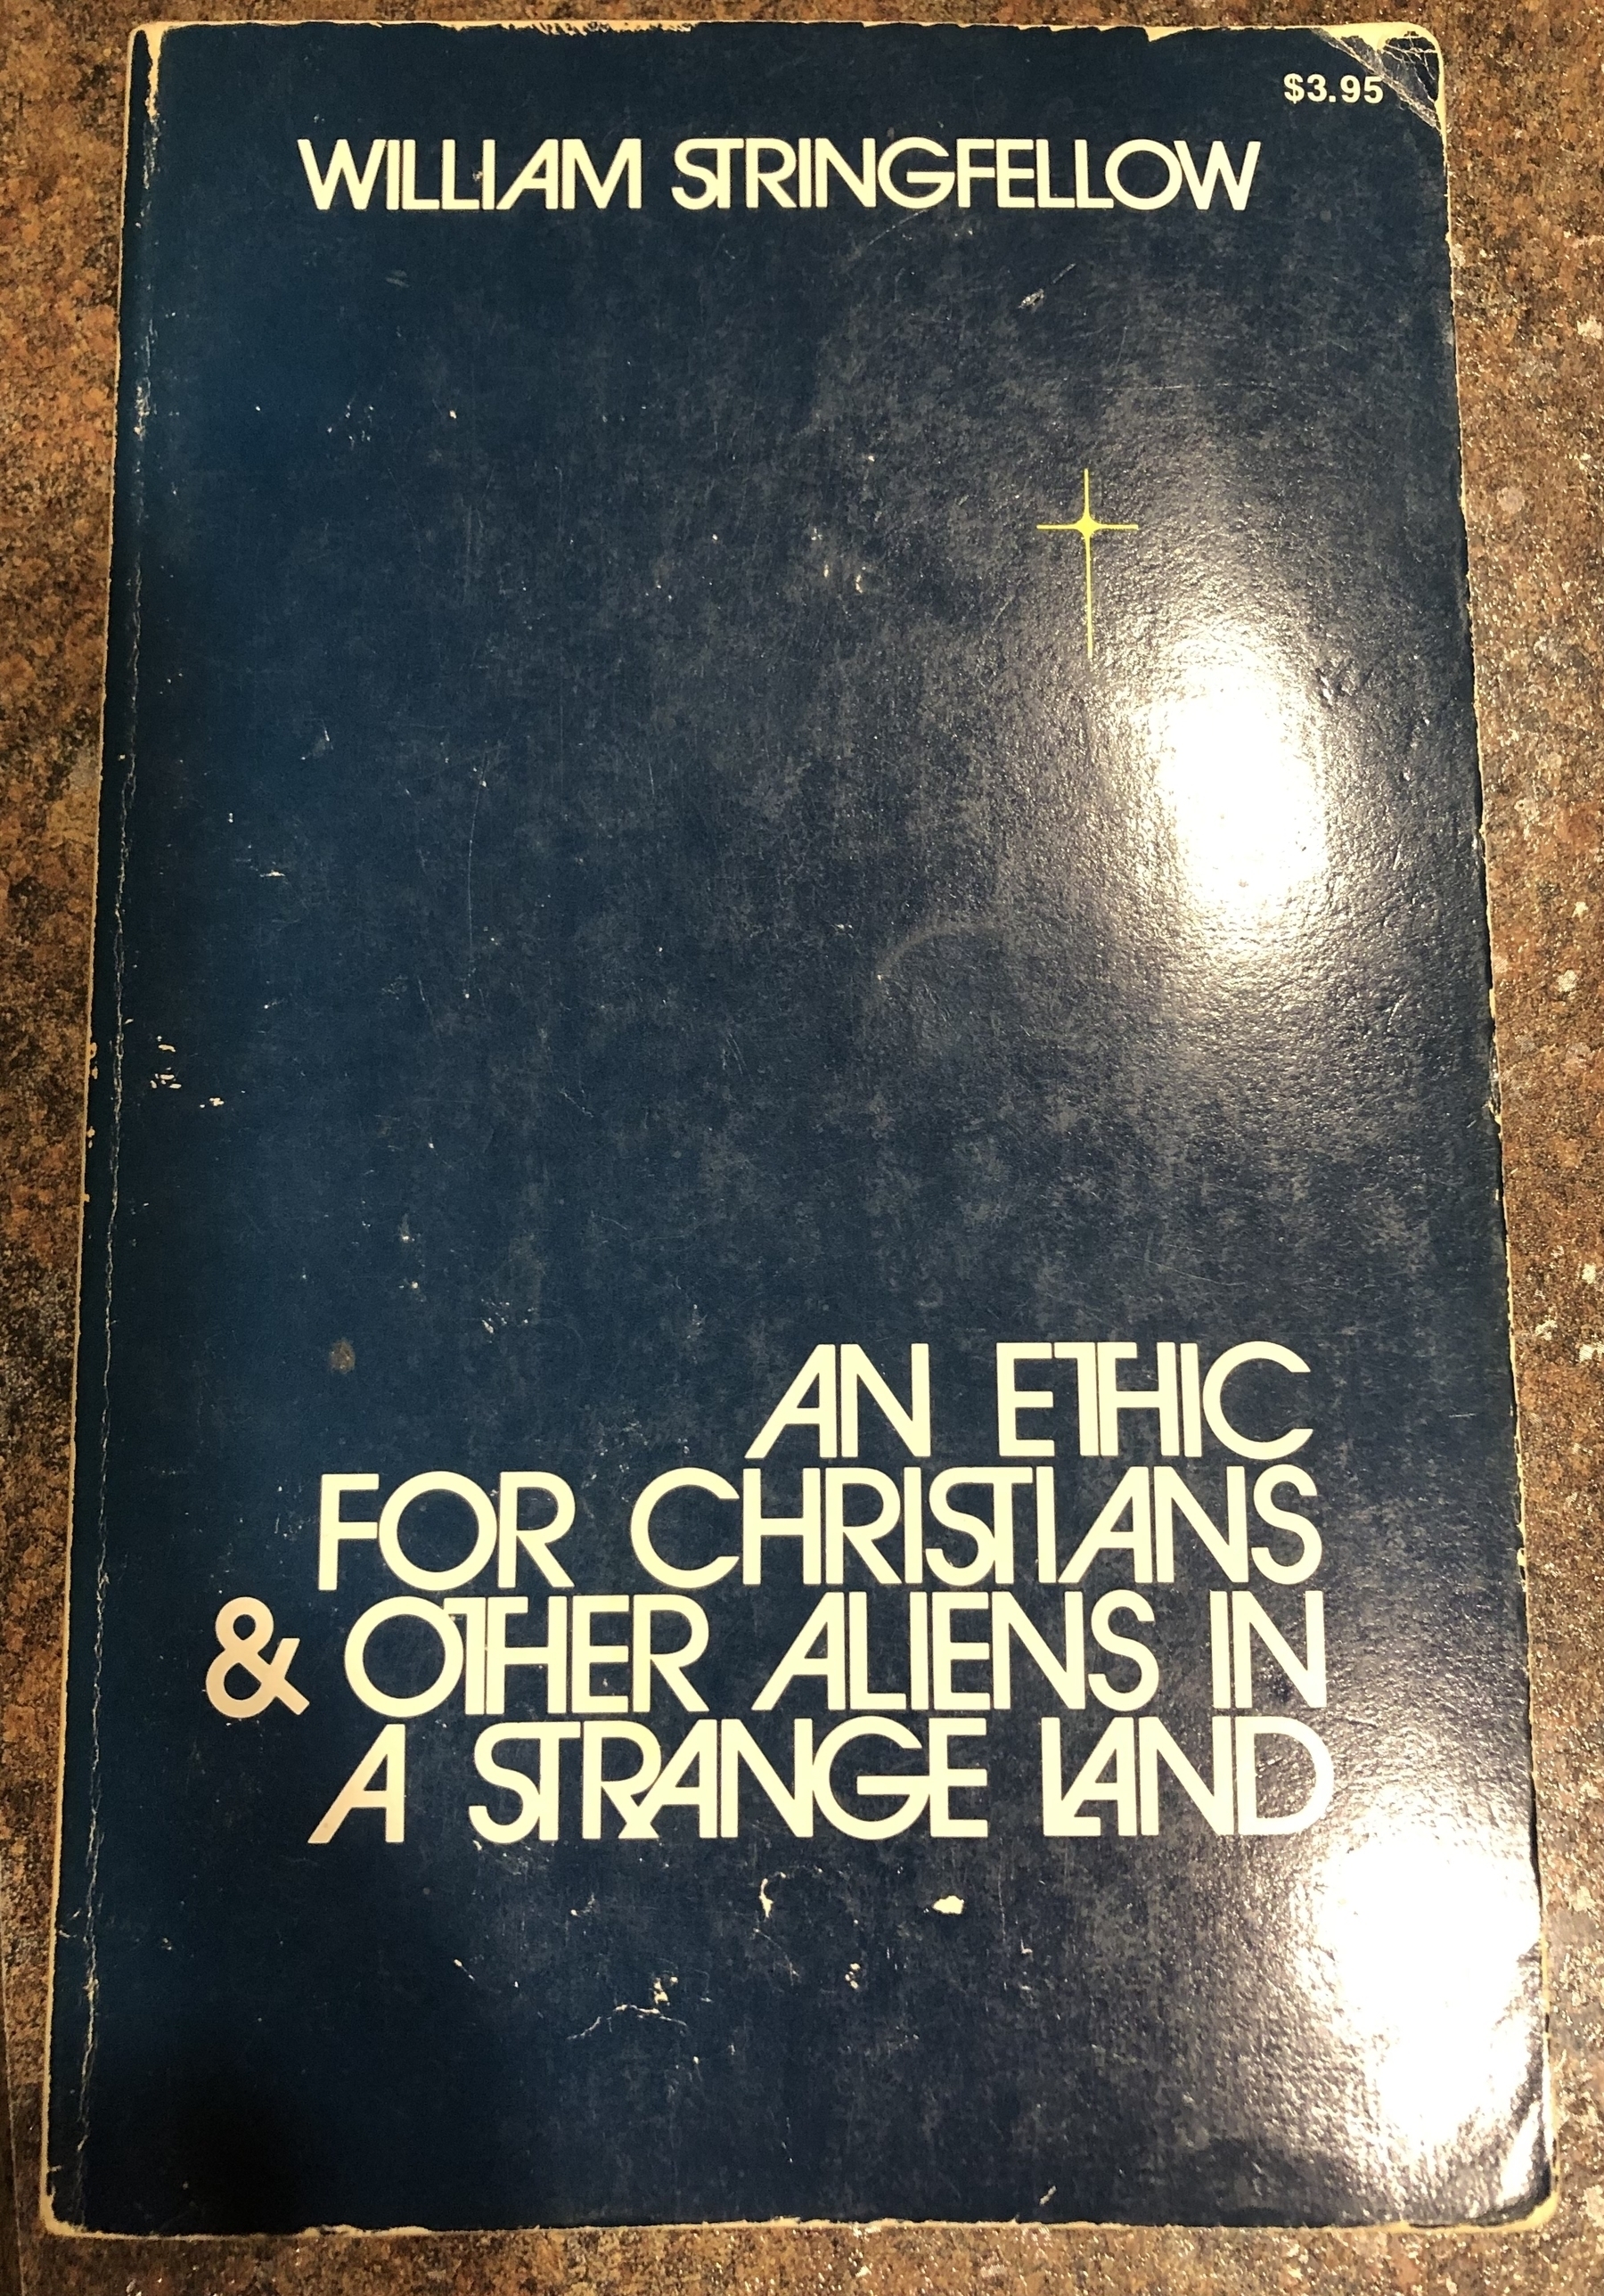 $3.95
WILLIAM STRINGFELLOW
AN ETHIC
FOR CHRISTIANS
& OTHER ALIENS IN
A STRANGE LAND